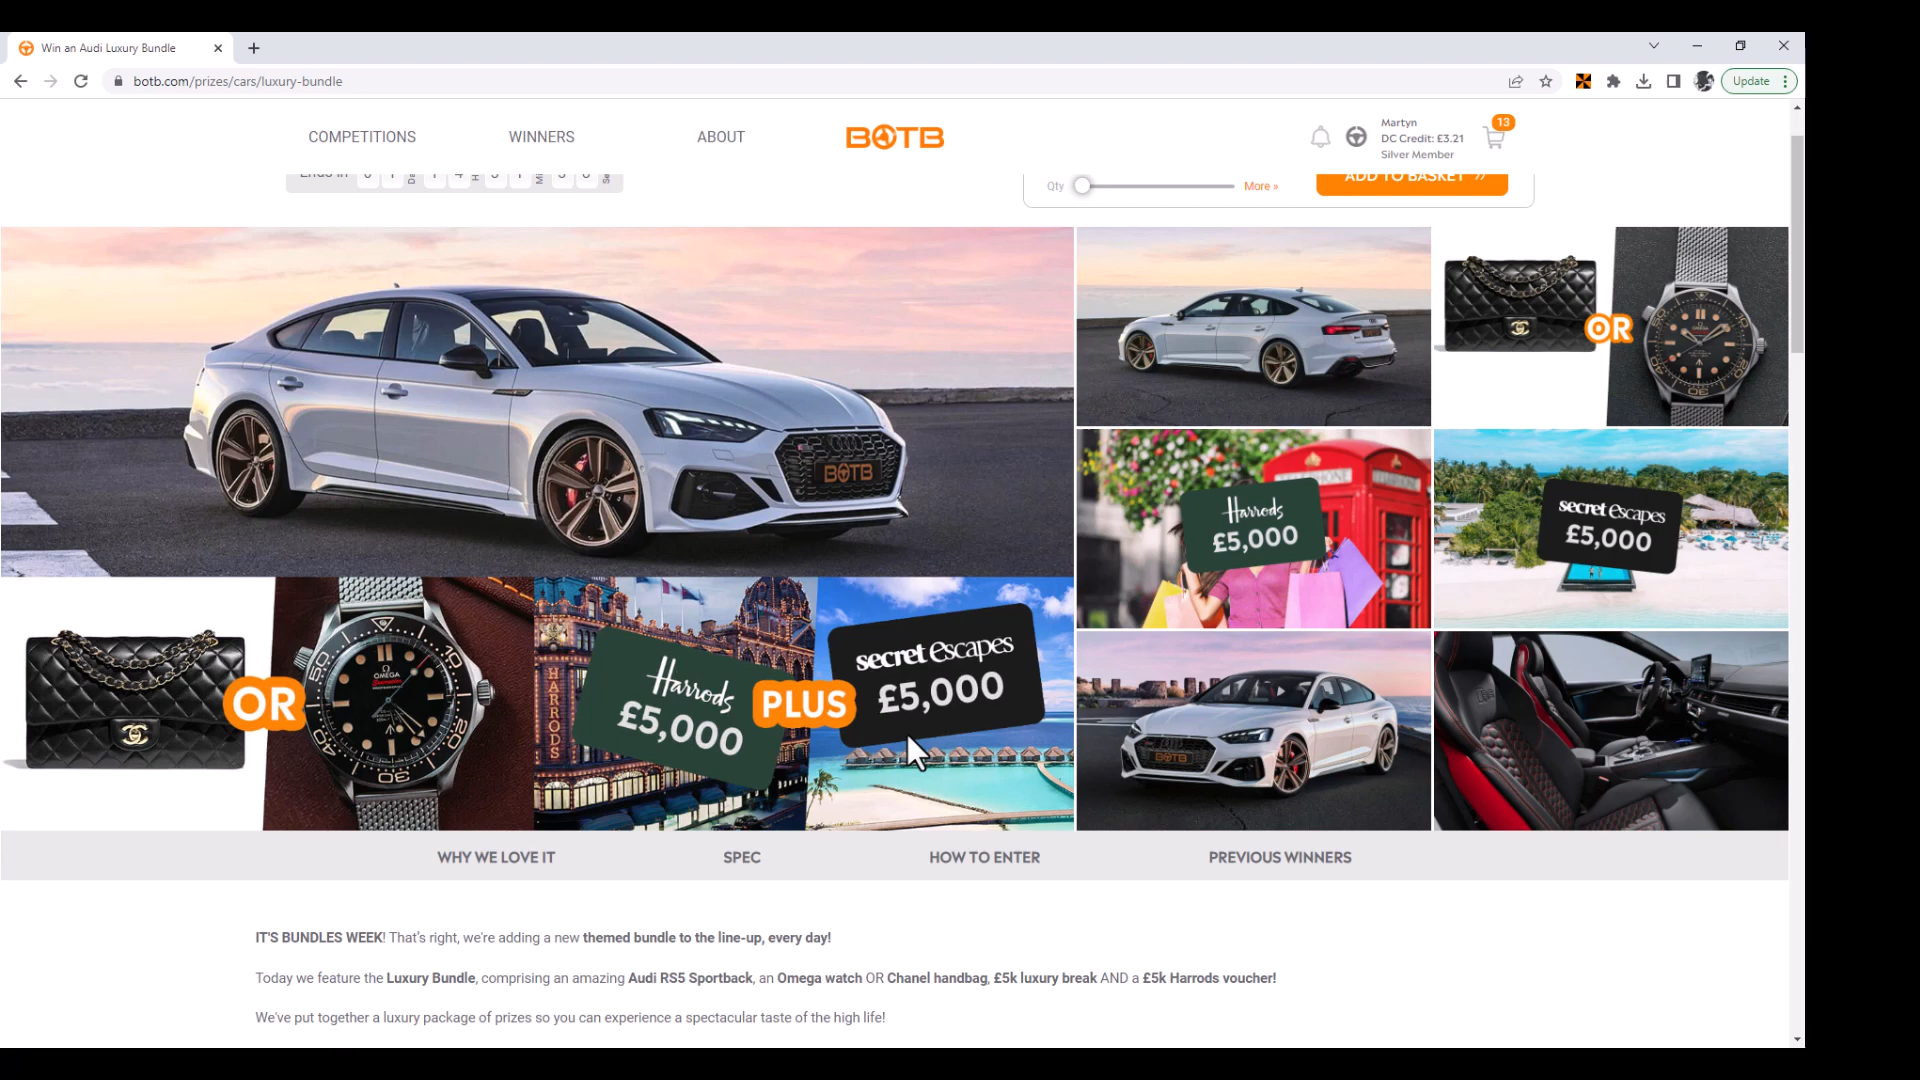 Win an Audi Luxury Bundle
botb.com/prizes/cars/luxury-bundle
Update
COMPETITIONS
WINNERS
ABOUT
BOTB
Martyn
DC Credit: £3.21
Silver Member
13
Ends in
Qty
More »
ADD TO BASKET »
BOTB
OR
Harrods
£5,000
secret escapes
£5,000
OR
OMEGA
Seamaster
HARRODS
Harrods
£5,000
PLUS
secret escapes
£5,000
BOTB
WHY WE LOVE IT
SPEC
HOW TO ENTER
PREVIOUS WINNERS
IT'S BUNDLES WEEK! That's right, we're adding a new themed bundle to the line-up, every day!
Today we feature the Luxury Bundle, comprising an amazing Audi RS5 Sportback, an Omega watch OR Chanel handbag, £5k luxury break AND a £5k Harrods voucher!
We've put together a luxury package of prizes so you can experience a spectacular taste of the high life!